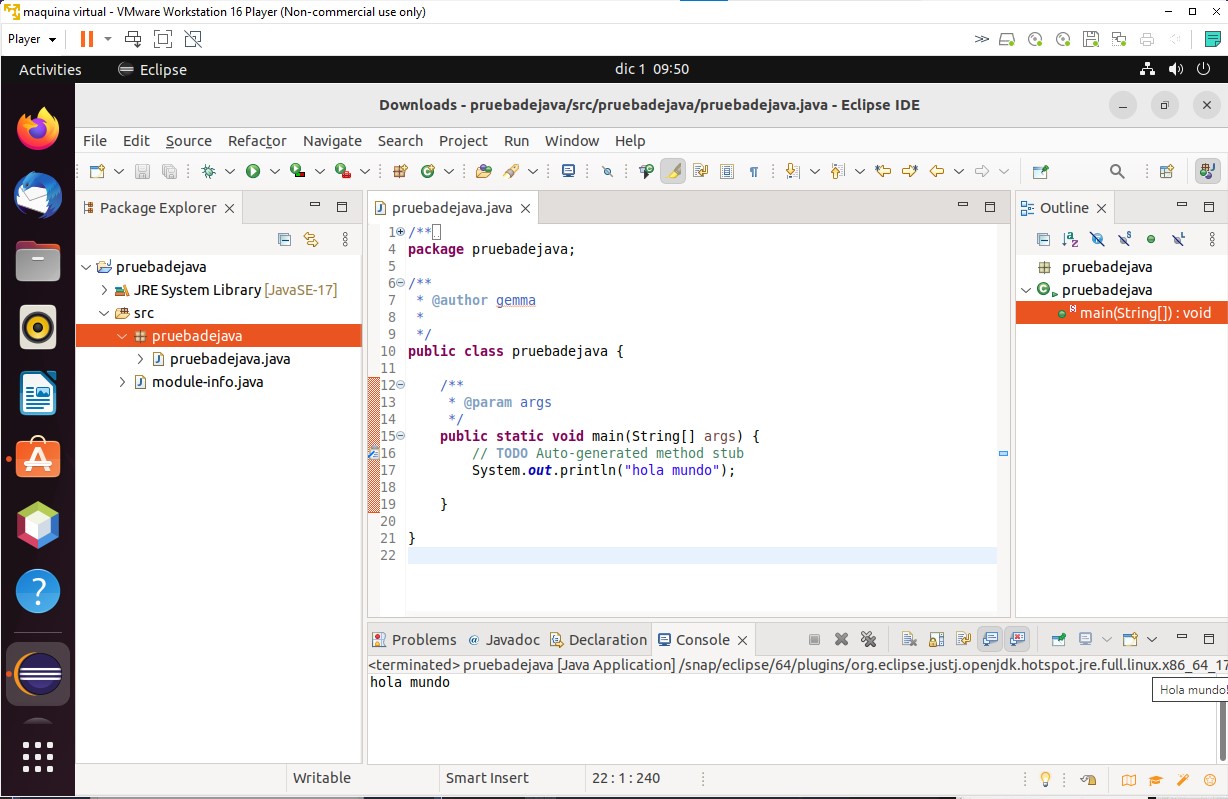 maquina virtual - VMware Workstation 16 Player (Non-commercial use only)
Player
Activities Eclipse dic 1 09:50
Downloads - pruebadejava/src/pruebadejava/pruebadejava.java - Eclipse IDE
File Edit Source Refactor Navigate Search Project Run Window Help
Package Explorer
pruebadejava
JRE System Library [JavaSE-17]
src
pruebadejava
pruebadejava.java
module-info.java
pruebadejava.java
1 /**
4 package pruebadejava;
5
6 /**
7 * @author gemma
8 *
9 */
10 public class pruebadejava {
11
12 /**
13 * @param args
14 */
15 public static void main(String[] args) {
16 // TODO Auto-generated method stub
17 System.out.println("hola mundo");
18
19 }
20
21 }
22
Outline
pruebadejava
pruebadejava
main(String[]) : void
Problems Javadoc Declaration Console
<terminated> pruebadejava [Java Application] /snap/eclipse/64/plugins/org.eclipse.justj.openjdk.hotspot.jre.full.linux.x86_64_17
hola mundo
Hola mundo!
Writable Smart Insert 22 : 1 : 240